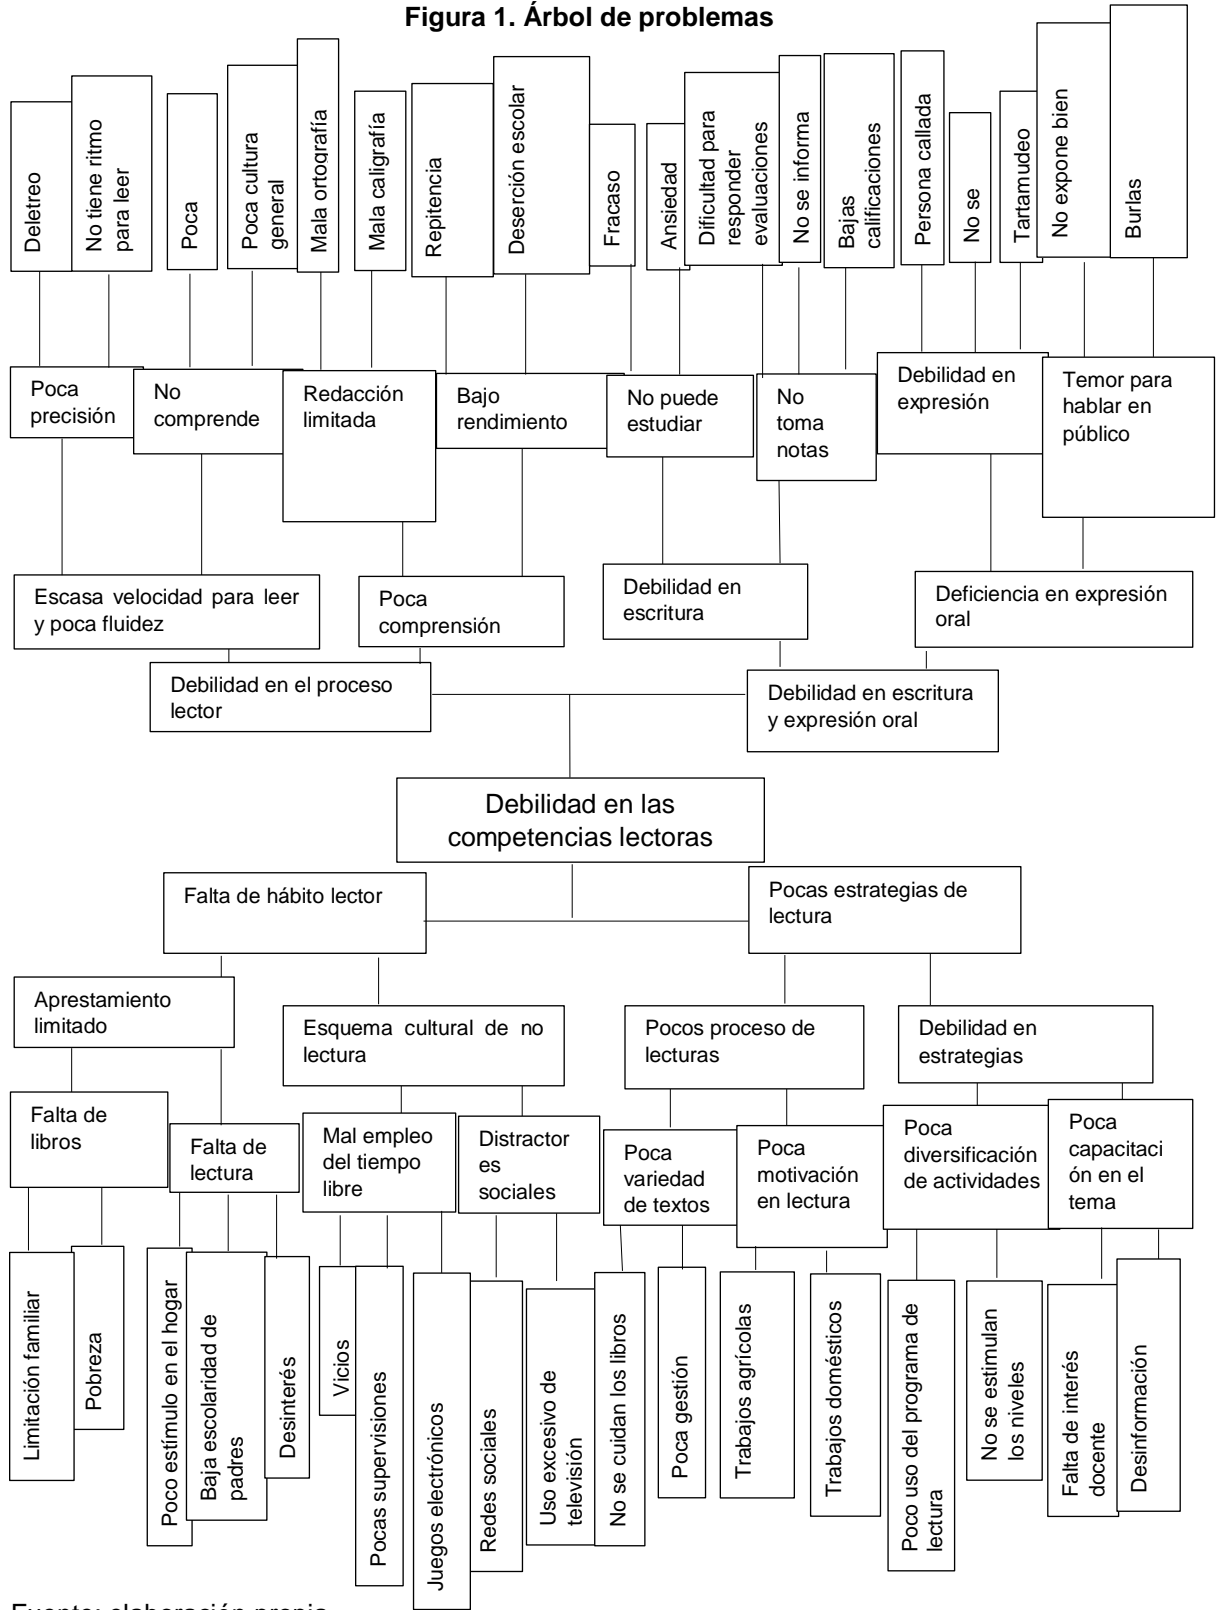 Figura 1. Árbol de problemas
Deletreo
No tiene ritmo
para leer
Poca
Poca cultura
general
Mala ortografía
Mala caligrafía
Repitencia
Deserción escolar
Fracaso
Ansiedad
Dificultad para
responder
evaluaciones
No se informa
Bajas
calificaciones
Persona callada
No se
Tartamudeo
No expone bien
Burlas
Poca
precisión
No
comprende
Redacción
limitada
Bajo
rendimiento
No puede
estudiar
No
toma
notas
Debilidad en
expresión
Temor para
hablar en
público
Escasa velocidad para leer
y poca fluidez
Poca
comprensión
Debilidad en
escritura
Deficiencia en expresión
oral
Debilidad en el proceso
lector
Debilidad en escritura
y expresión oral
Debilidad en las
competencias lectoras
Falta de hábito lector
Pocas estrategias de
lectura
Aprestamiento
limitado
Esquema cultural de no
lectura
Pocos proceso de
lecturas
Debilidad en
estrategias
Falta de
libros
Falta de
lectura
Mal empleo
del tiempo
libre
Distractor
es
sociales
Poca
variedad
de textos
Poca
motivación
en lectura
Poca
diversificación
de actividades
Poca
capacitaci
ón en el
tema
Limitación familiar
Pobreza
Poco estímulo en el hogar
Baja escolaridad de
padres
Desinterés
Vicios
Pocas supervisiones
Juegos electrónicos
Redes sociales
Uso excesivo de
televisión
No se cuidan los libros
Poca gestión
Trabajos agrícolas
Trabajos domésticos
Poco uso del programa de
lectura
No se estimulan
los niveles
Falta de interés
docente
Desinformación
Fuente: elaboración propia